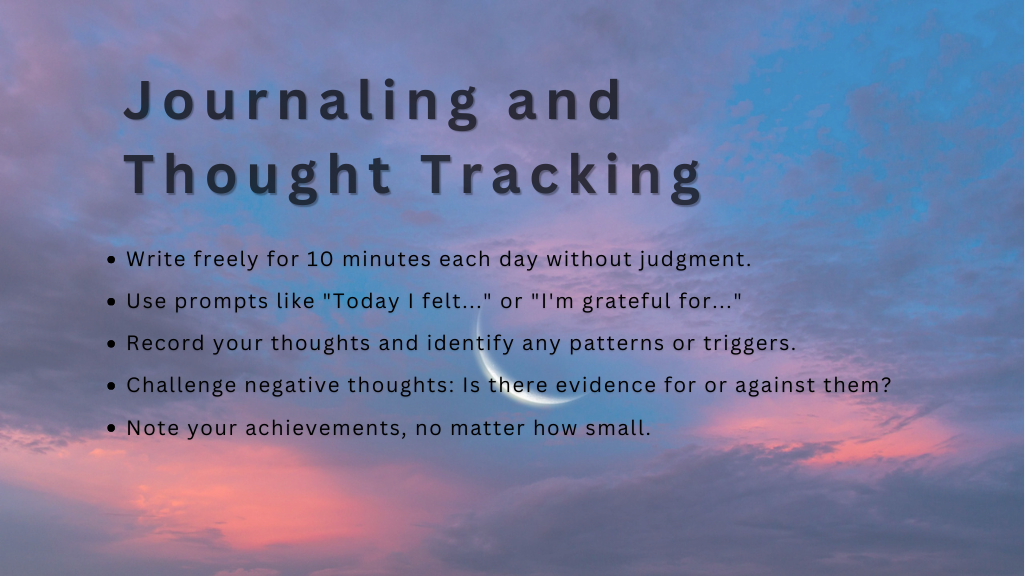 Journaling and
Thought Tracking
• Write freely for 10 minutes each day without judgment.
• Use prompts like "Today I felt..." or "I'm grateful for..."
• Record your thoughts and identify any patterns or triggers.
• Challenge negative thoughts: Is there evidence for or against them?
• Note your achievements, no matter how small.